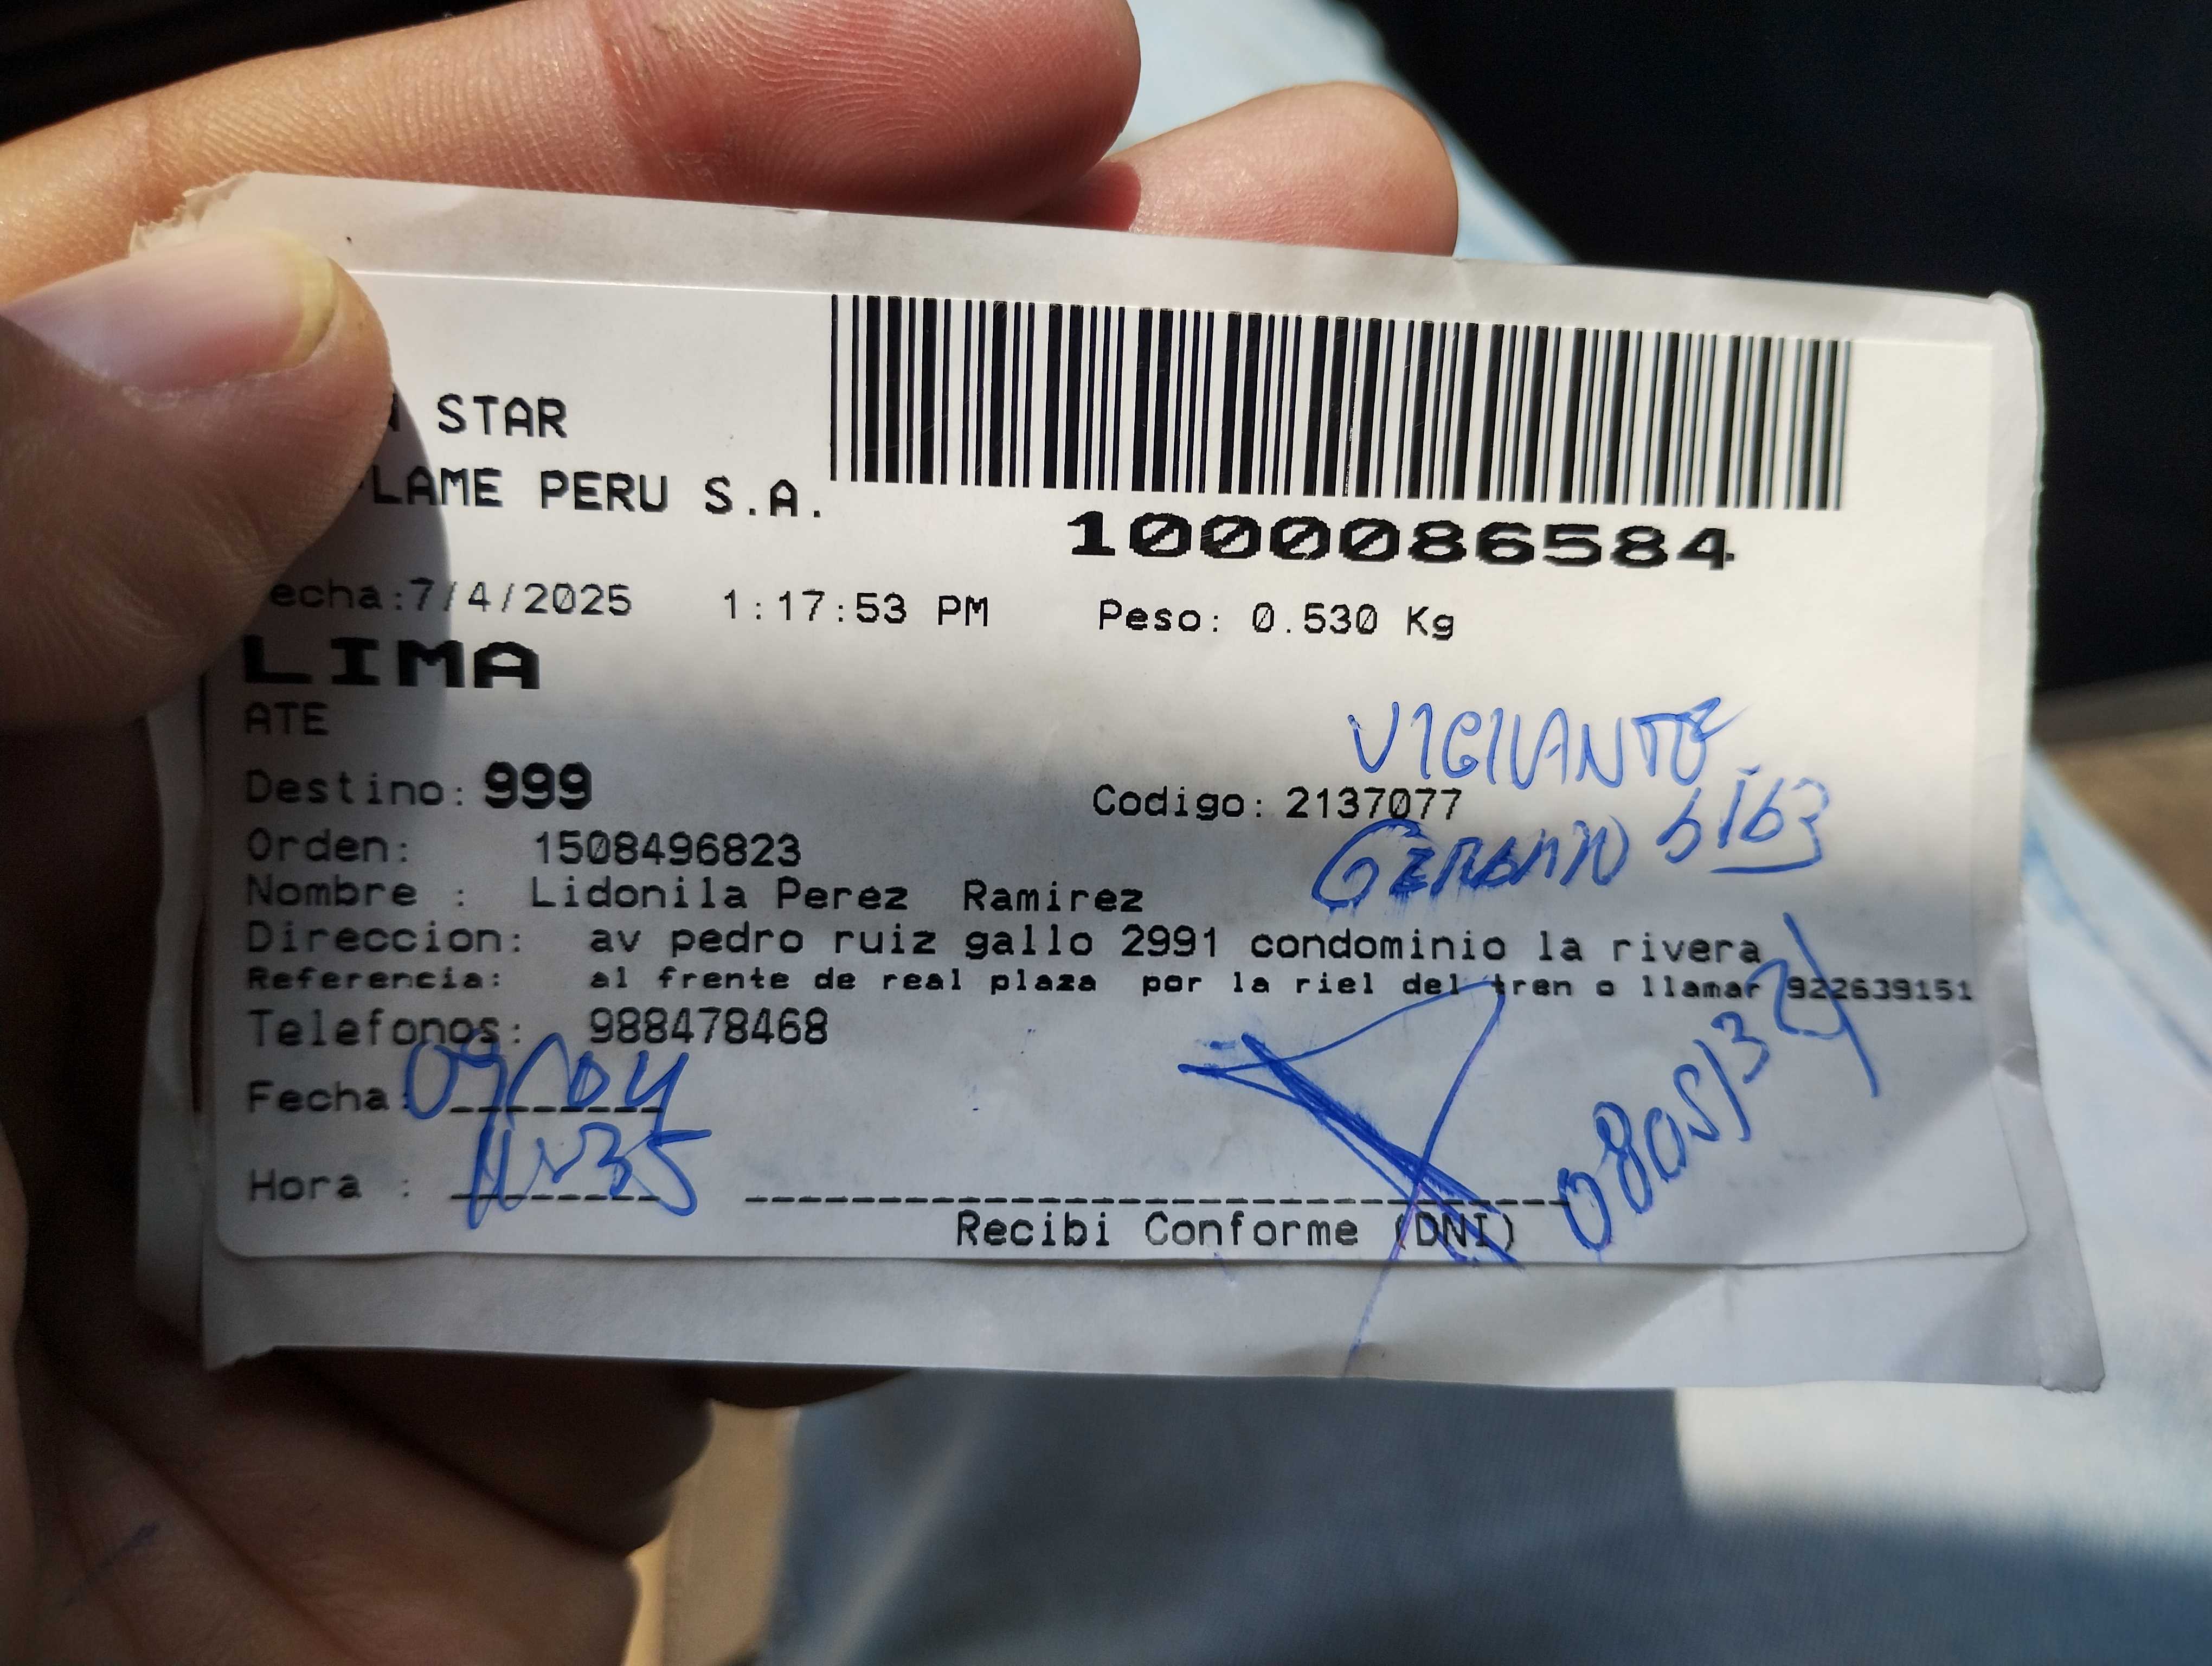 STAR
LAME PERU S.A.
1000086584
echa:7/4/2025 1:17:53 PM Peso: 0.530 Kg
LIMA
ATE
VIGILANTE
Destino: 999 Codigo: 2137077
Orden: 1508496823
Nombre : Lidonila Perez Ramirez
Direccion: av pedro ruiz gallo 2991 condominio la rivera
Referencia: al frente de real plaza por la riel del tren o llamar 922639151
Telefonos: 988478468
Fecha: 09/04
Hora :
Recibi Conforme (DNI)